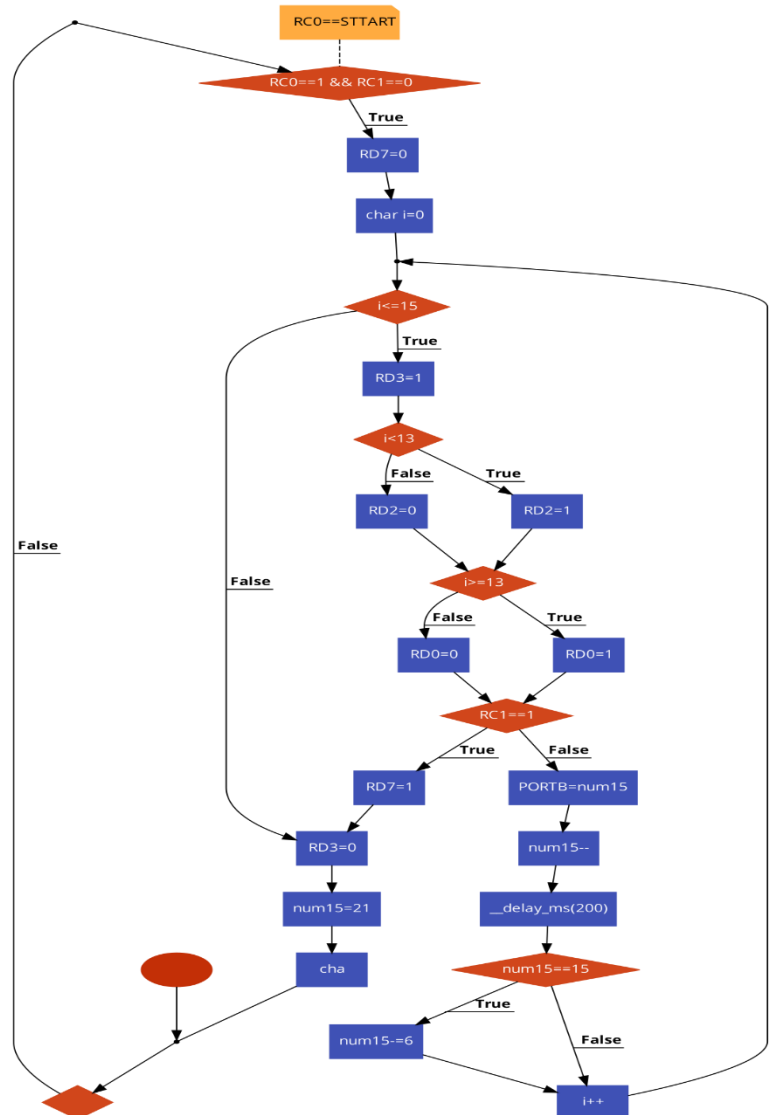 RC0==STTART
RC0==1 && RC1==0
True
RD7=0
char i=0
i<=15
True
RD3=1
i<13
False
True
RD2=0
RD2=1
False
False
i>=13
False
True
RD0=0
RD0=1
RC1==1
True
False
RD7=1
PORTB=num15
RD3=0
num15--
num15=21
__delay_ms(200)
cha
num15==15
True
False
num15-=6
i++